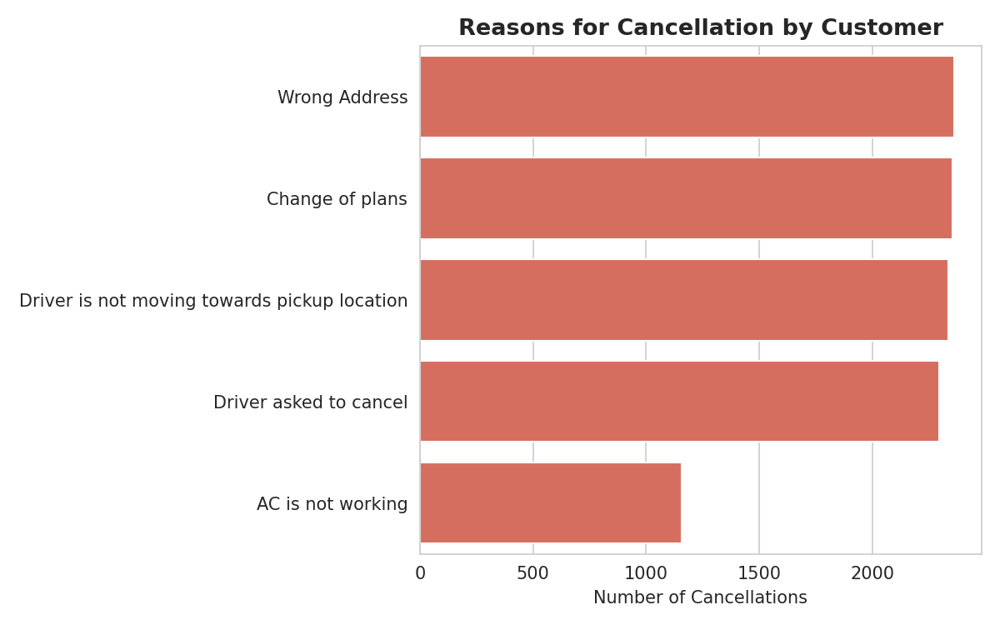 Reasons for Cancellation by Customer
Wrong Address
Change of plans
Driver is not moving towards pickup location
Driver asked to cancel
AC is not working
0 500 1000 1500 2000
Number of Cancellations